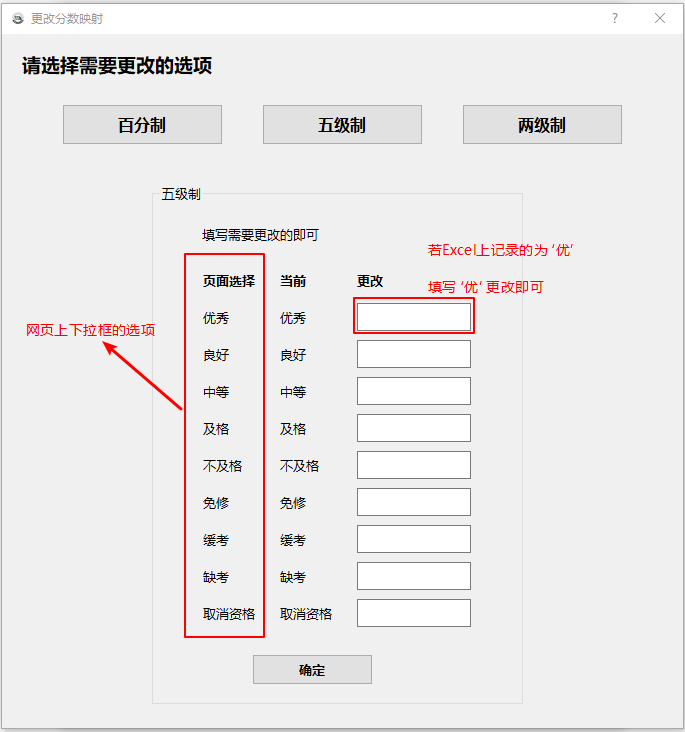 更改分数映射
请选择需要更改的选项
百分制 五级制 两级制
五级制
填写需要更改的即可
若Excel上记录的为 ‘优’
填写 ‘优’ 更改即可
页面选择 当前 更改
优秀 优秀
网页上下拉框的选项
良好 良好
中等 中等
及格 及格
不及格 不及格
免修 免修
缓考 缓考
缺考 缺考
取消资格 取消资格
确定